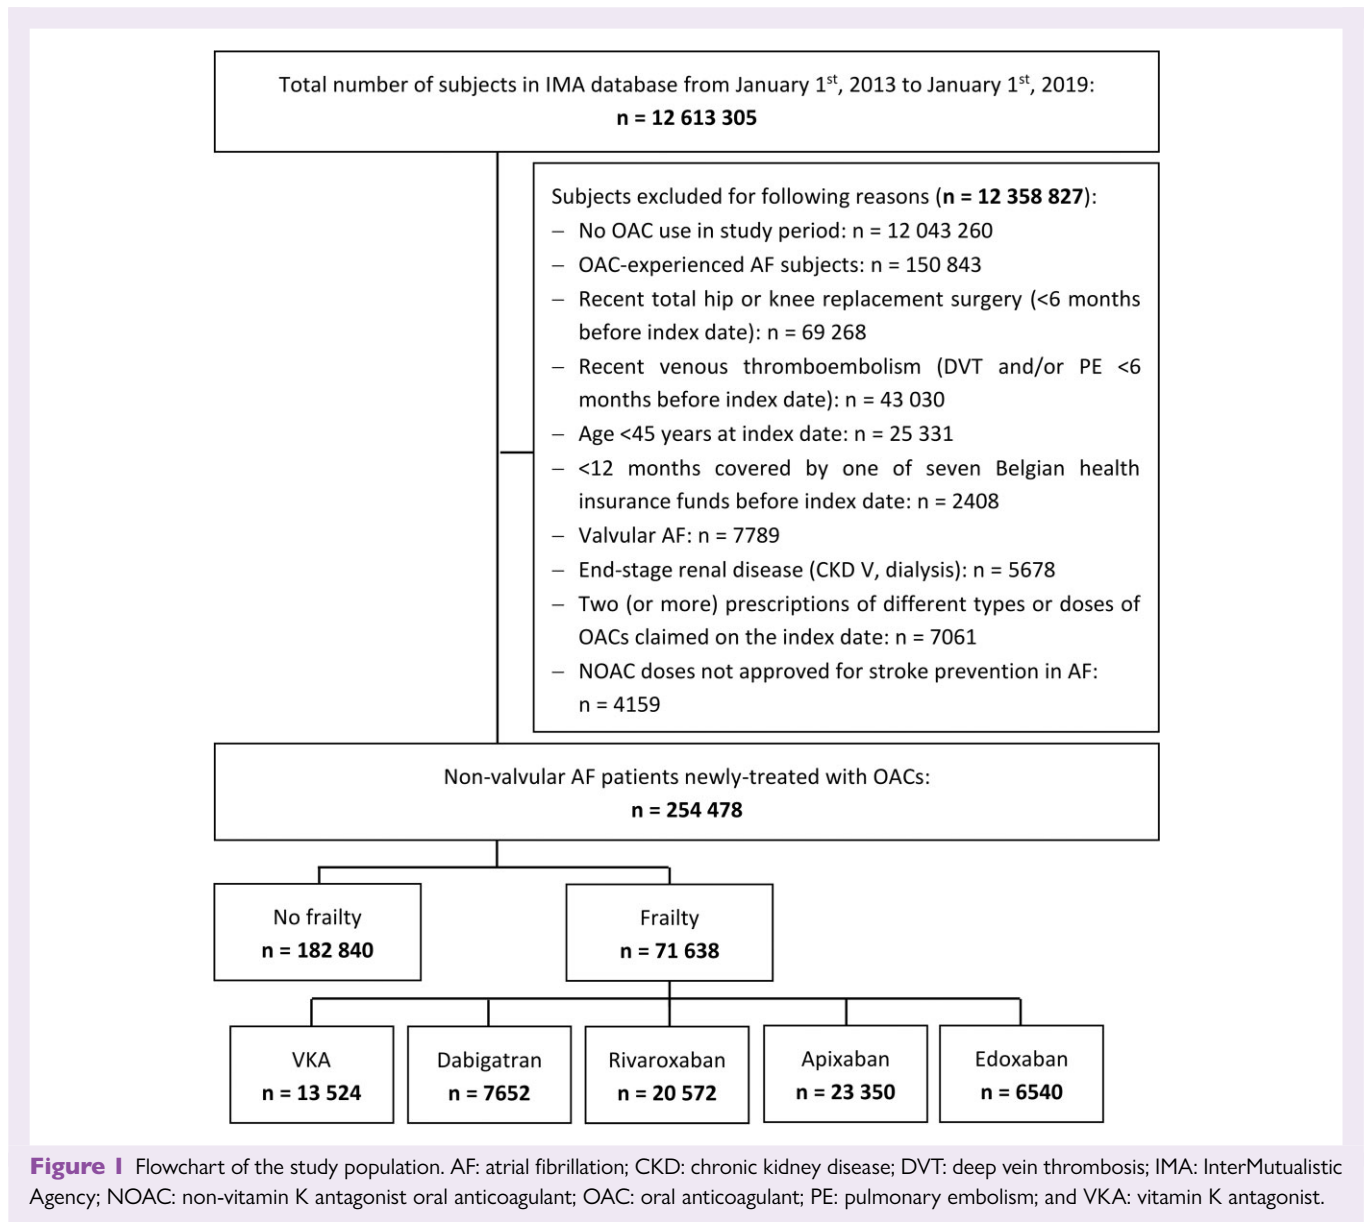 Total number of subjects in IMA database from January 1st, 2013 to January 1st, 2019:
n = 12 613 305
Subjects excluded for following reasons (n = 12 358 827):
– No OAC use in study period: n = 12 043 260
– OAC-experienced AF subjects: n = 150 843
– Recent total hip or knee replacement surgery (<6 months
before index date): n = 69 268
– Recent venous thromboembolism (DVT and/or PE <6
months before index date): n = 43 030
– Age <45 years at index date: n = 25 331
– <12 months covered by one of seven Belgian health
insurance funds before index date: n = 2408
– Valvular AF: n = 7789
– End-stage renal disease (CKD V, dialysis): n = 5678
– Two (or more) prescriptions of different types or doses of
OACs claimed on the index date: n = 7061
– NOAC doses not approved for stroke prevention in AF:
n = 4159
Non-valvular AF patients newly-treated with OACs:
n = 254 478
No frailty
n = 182 840
Frailty
n = 71 638
VKA
n = 13 524
Dabigatran
n = 7652
Rivaroxaban
n = 20 572
Apixaban
n = 23 350
Edoxaban
n = 6540
Figure 1 Flowchart of the study population. AF: atrial fibrillation; CKD: chronic kidney disease; DVT: deep vein thrombosis; IMA: InterMutualistic
Agency; NOAC: non-vitamin K antagonist oral anticoagulant; OAC: oral anticoagulant; PE: pulmonary embolism; and VKA: vitamin K antagonist.